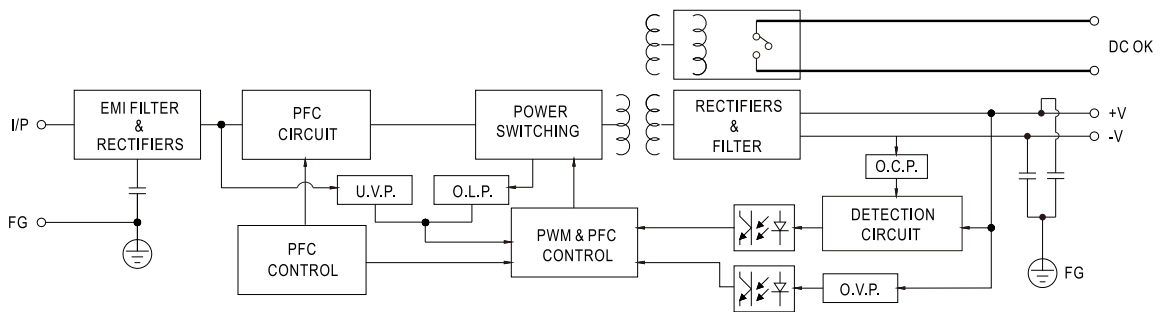 DC OK
I/P
EMI FILTER
&
RECTIFIERS
PFC
CIRCUIT
POWER
SWITCHING
RECTIFIERS
&
FILTER
+V
-V
U.V.P.
O.L.P.
O.C.P.
FG
PFC
CONTROL
PWM & PFC
CONTROL
DETECTION
CIRCUIT
O.V.P.
FG